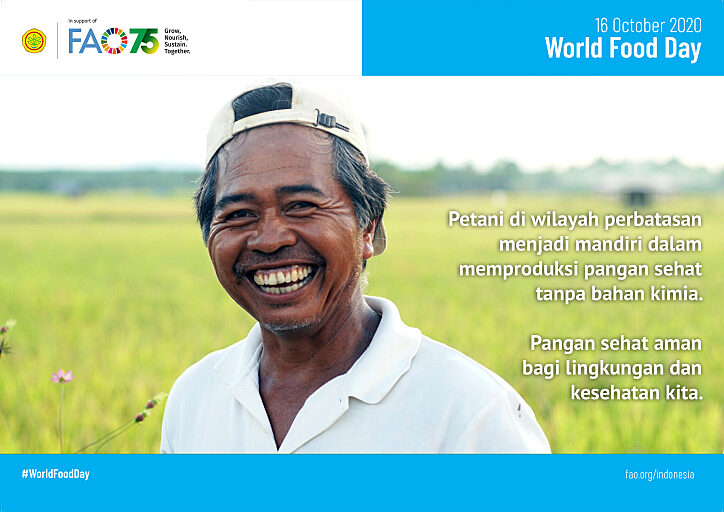 In support of
FAO75
Grow,
Nourish,
Sustain.
Together.
16 October 2020
World Food Day
Petani di wilayah perbatasan
menjadi mandiri dalam
memproduksi pangan sehat
tanpa bahan kimia.
Pangan sehat aman
bagi lingkungan dan
kesehatan kita.
#WorldFoodDay
fao.org/indonesia